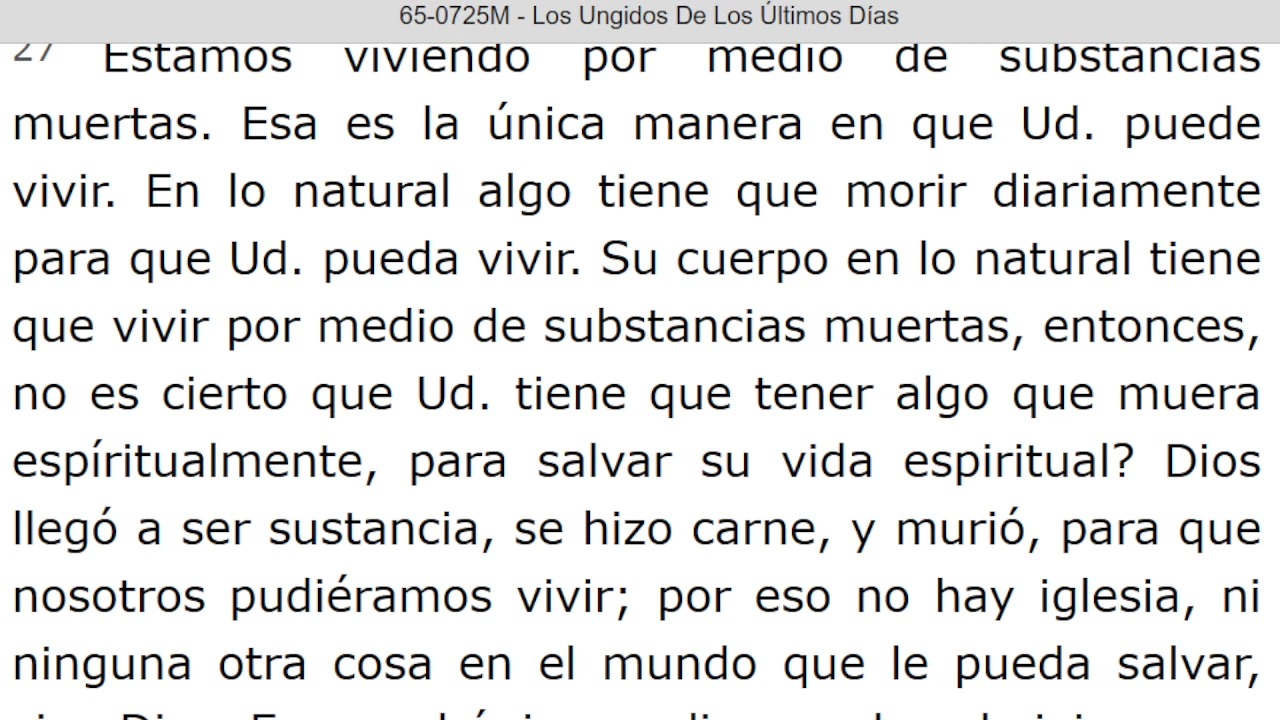 65-0725M - Los Ungidos De Los Últimos Días
27 Estamos viviendo por medio de substancias
muertas. Esa es la única manera en que Ud. puede
vivir. En lo natural algo tiene que morir diariamente
para que Ud. pueda vivir. Su cuerpo en lo natural tiene
que vivir por medio de substancias muertas, entonces,
no es cierto que Ud. tiene que tener algo que muera
espíritualmente, para salvar su vida espiritual? Dios
llegó a ser sustancia, se hizo carne, y murió, para que
nosotros pudiéramos vivir; por eso no hay iglesia, ni
ninguna otra cosa en el mundo que le pueda salvar,